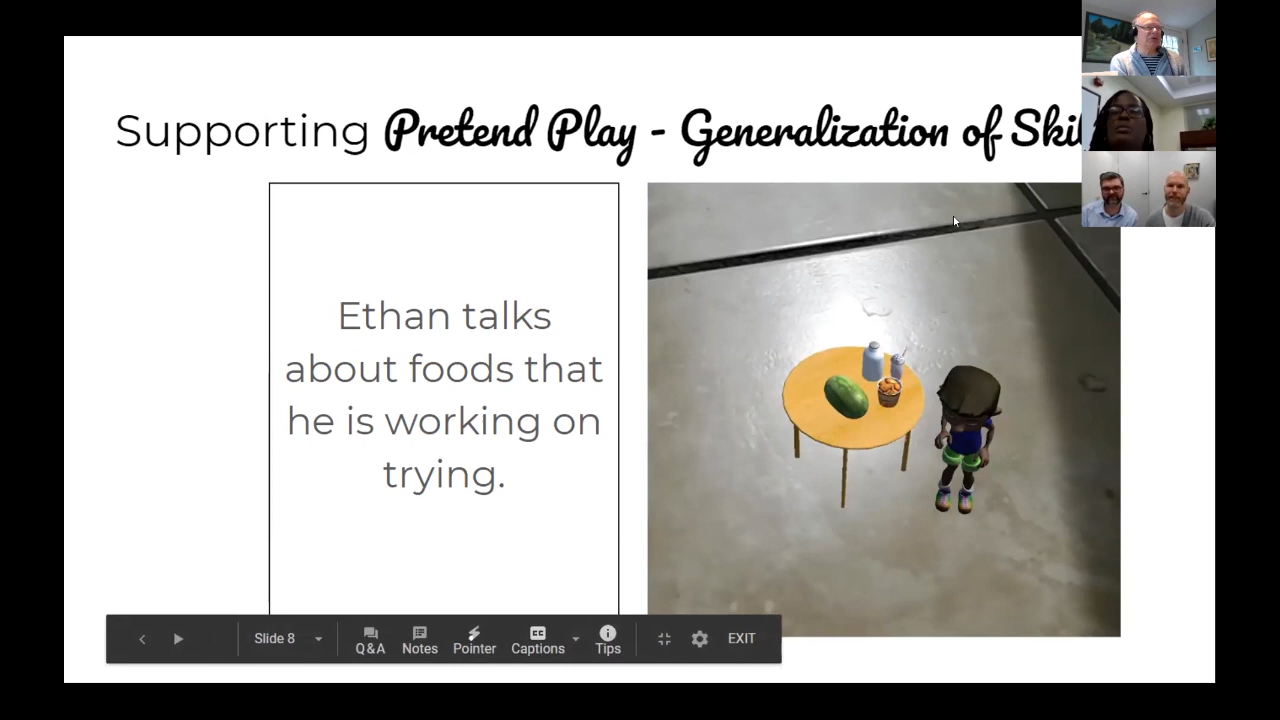 Supporting Pretend Play - Generalization of
Ethan talks
about foods that
he is working on
trying.
Slide 8
Q&A
Notes
Pointer
Captions
Tips
EXIT